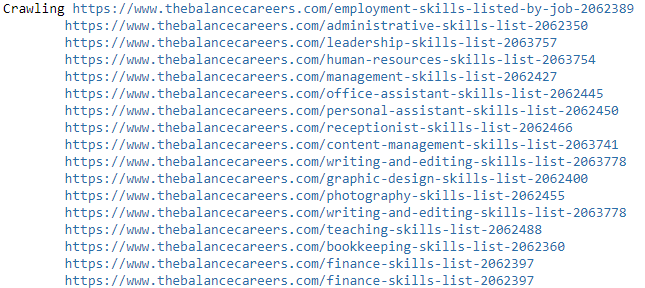 Crawling https://www.thebalancecareers.com/employment-skills-listed-by-job-2062389
https://www.thebalancecareers.com/administrative-skills-list-2062350
https://www.thebalancecareers.com/leadership-skills-list-2063757
https://www.thebalancecareers.com/human-resources-skills-list-2063754
https://www.thebalancecareers.com/management-skills-list-2062427
https://www.thebalancecareers.com/office-assistant-skills-list-2062445
https://www.thebalancecareers.com/personal-assistant-skills-list-2062450
https://www.thebalancecareers.com/receptionist-skills-list-2062466
https://www.thebalancecareers.com/content-management-skills-list-2063741
https://www.thebalancecareers.com/writing-and-editing-skills-list-2063778
https://www.thebalancecareers.com/graphic-design-skills-list-2062400
https://www.thebalancecareers.com/photography-skills-list-2062455
https://www.thebalancecareers.com/writing-and-editing-skills-list-2063778
https://www.thebalancecareers.com/teaching-skills-list-2062488
https://www.thebalancecareers.com/bookkeeping-skills-list-2062360
https://www.thebalancecareers.com/finance-skills-list-2062397
https://www.thebalancecareers.com/finance-skills-list-2062397